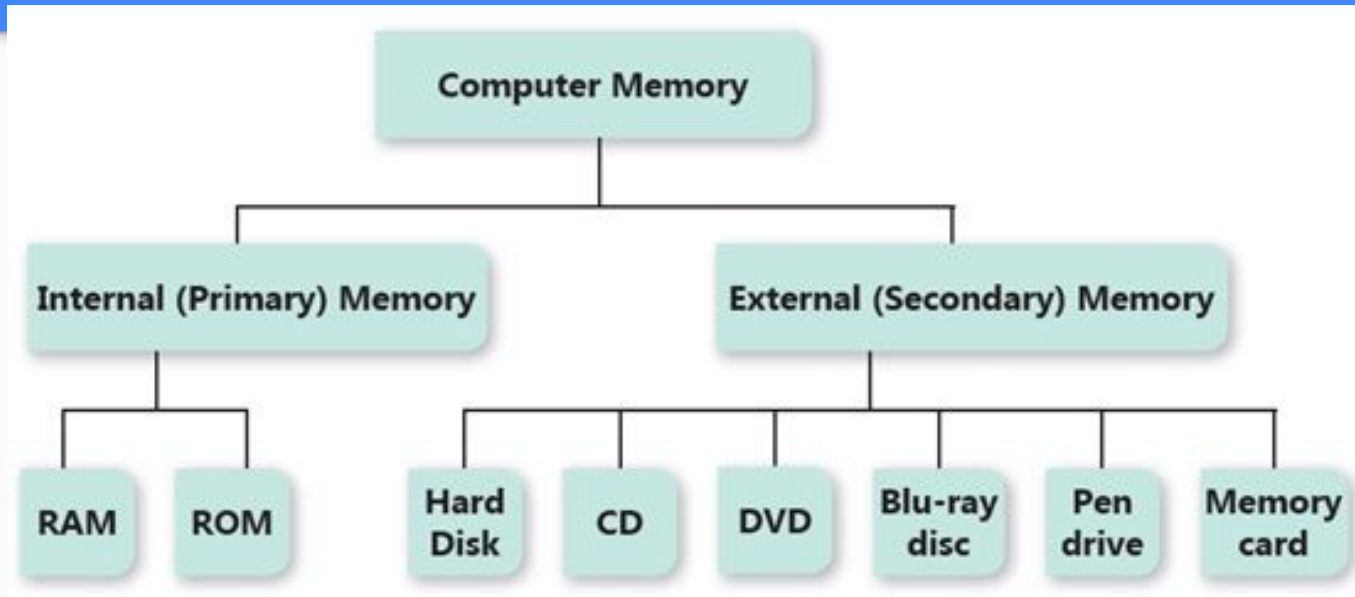 Computer Memory
Internal (Primary) Memory
External (Secondary) Memory
RAM
ROM
Hard
Disk
CD
DVD
Blu-ray
disc
Pen
drive
Memory
card